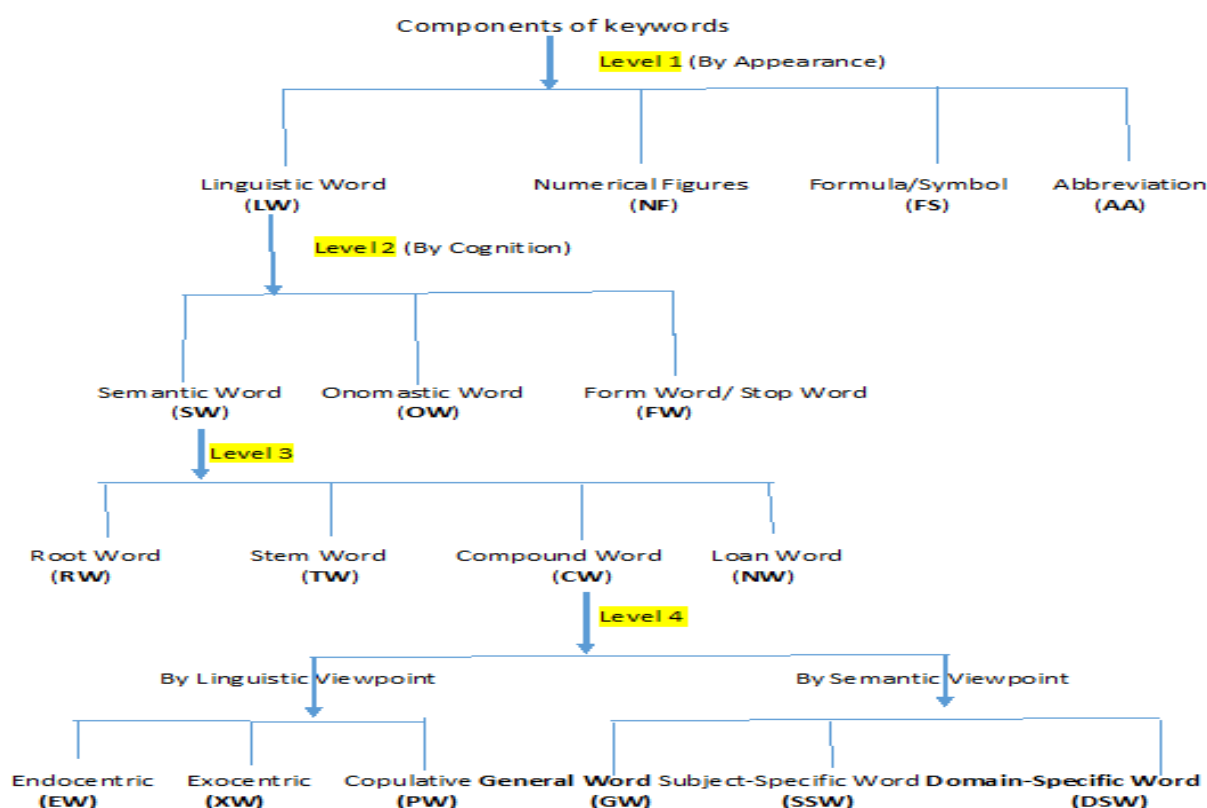 Components of keywords
Level 1 (By Appearance)
Linguistic Word Numerical Figures Formula/Symbol Abbreviation
(LW) (NF) (FS) (AA)
Level 2 (By Cognition)
Semantic Word Onomastic Word Form Word/ Stop Word
(SW) (OW) (FW)
Level 3
Root Word Stem Word Compound Word Loan Word
(RW) (TW) (CW) (NW)
Level 4
By Linguistic Viewpoint By Semantic Viewpoint
Endocentric Exocentric Copulative General Word Subject-Specific Word Domain-Specific Word
(EW) (XW) (PW) (GW) (SSW) (DSW)